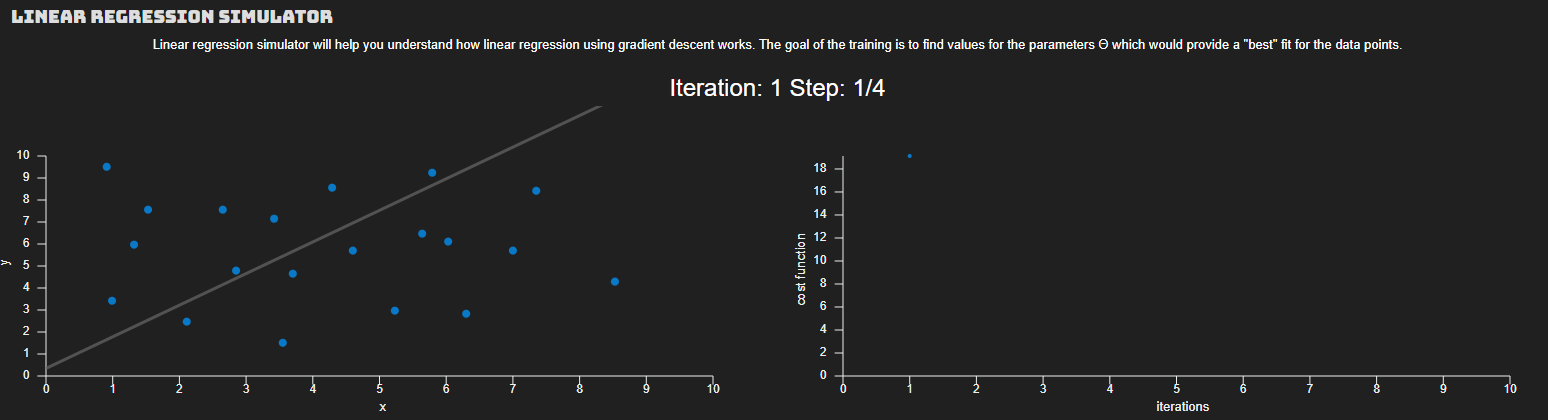 LINEAR REGRESSION SIMULATOR
Linear regression simulator will help you understand how linear regression using gradient descent works. The goal of the training is to find values for the parameters Θ which would provide a "best" fit for the data points.
Iteration: 1 Step: 1/4
10
9
8
7
6
5
4
3
2
1
0
y
0 1 2 3 4 5 6 7 8 9 10
x
18
16
14
12
10
8
6
4
2
0
cost function
0 1 2 3 4 5 6 7 8 9 10
iterations